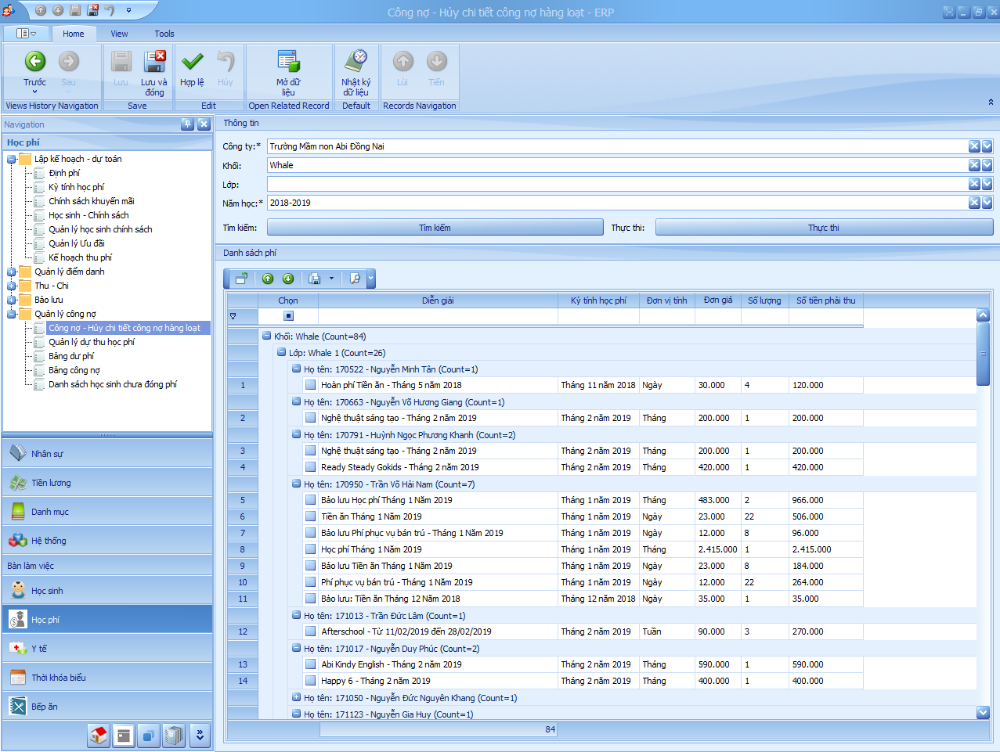 Công nợ - Hủy chi tiết công nợ hàng loạt - ERP
Home View Tools
Trước Sau Lưu Lưu và đóng Hợp lệ Hủy Mở dữ liệu Nhật ký dữ liệu Lùi Tiến
Views History Navigation Save Edit Open Related Record Default Records Navigation
Navigation
Học phí
Lập kế hoạch - dự toán
Định phí
Kỳ tính học phí
Chính sách khuyến mãi
Học sinh - Chính sách
Quản lý học sinh chính sách
Quản lý Ưu đãi
Kế hoạch thu phí
Quản lý điểm danh
Thu - Chi
Bảo lưu
Quản lý công nợ
Công nợ - Hủy chi tiết công nợ hàng loạt
Quản lý dự thu học phí
Bảng dư phí
Bảng công nợ
Danh sách học sinh chưa đóng phí
Nhân sự
Tiền lương
Danh mục
Hệ thống
Bàn làm việc
Học sinh
Học phí
Y tế
Thời khóa biểu
Bếp ăn
Thông tin
Công ty:* Trường Mầm non Abi Đồng Nai
Khối: Whale
Lớp:
Năm học:* 2018-2019
Tìm kiếm: Tìm kiếm Thực thi: Thực thi
Danh sách phí
Chọn Diễn giải Kỳ tính học phí Đơn vị tính Đơn giá Số lượng Số tiền phải thu
Khối: Whale (Count=84)
Lớp: Whale 1 (Count=26)
Họ tên: 170522 - Nguyễn Minh Tân (Count=1)
1 Hoàn phí Tiền ăn - Tháng 5 năm 2018 Tháng 11 năm 2018 Ngày 30.000 4 120.000
Họ tên: 170663 - Nguyễn Võ Hương Giang (Count=1)
2 Nghệ thuật sáng tạo - Tháng 2 năm 2019 Tháng 2 năm 2019 Tháng 200.000 1 200.000
Họ tên: 170791 - Huỳnh Ngọc Phương Khanh (Count=2)
3 Nghệ thuật sáng tạo - Tháng 2 năm 2019 Tháng 2 năm 2019 Tháng 200.000 1 200.000
4 Ready Steady Gokids - Tháng 2 năm 2019 Tháng 2 năm 2019 Tháng 420.000 1 420.000
Họ tên: 170950 - Trần Võ Hải Nam (Count=7)
5 Bảo lưu Học phí Tháng 1 Năm 2019 Tháng 1 năm 2019 Tháng 483.000 2 966.000
6 Tiền ăn Tháng 1 Năm 2019 Tháng 1 năm 2019 Ngày 23.000 22 506.000
7 Bảo lưu Phí phục vụ bán trú - Tháng 1 Năm 2019 Tháng 1 năm 2019 Ngày 12.000 8 96.000
8 Học phí Tháng 1 Năm 2019 Tháng 1 năm 2019 Tháng 2.415.000 1 2.415.000
9 Bảo lưu Tiền ăn Tháng 1 Năm 2019 Tháng 1 năm 2019 Ngày 23.000 8 184.000
10 Phí phục vụ bán trú - Tháng 1 Năm 2019 Tháng 1 năm 2019 Ngày 12.000 22 264.000
11 Bảo lưu: Tiền ăn Tháng 12 Năm 2018 Tháng 12 năm 2018 Ngày 35.000 1 35.000
Họ tên: 171013 - Trần Đức Lâm (Count=1)
12 Afterschool - Từ 11/02/2019 đến 28/02/2019 Tháng 2 năm 2019 Tuần 90.000 3 270.000
Họ tên: 171017 - Nguyễn Duy Phúc (Count=2)
13 Abi Kindy English - Tháng 2 năm 2019 Tháng 2 năm 2019 Tháng 590.000 1 590.000
14 Happy 6 - Tháng 2 năm 2019 Tháng 2 năm 2019 Tháng 400.000 1 400.000
Họ tên: 171050 - Nguyễn Đức Nguyên Khang (Count=1)
Họ tên: 171123 - Nguyễn Gia Huy (Count=1)
84